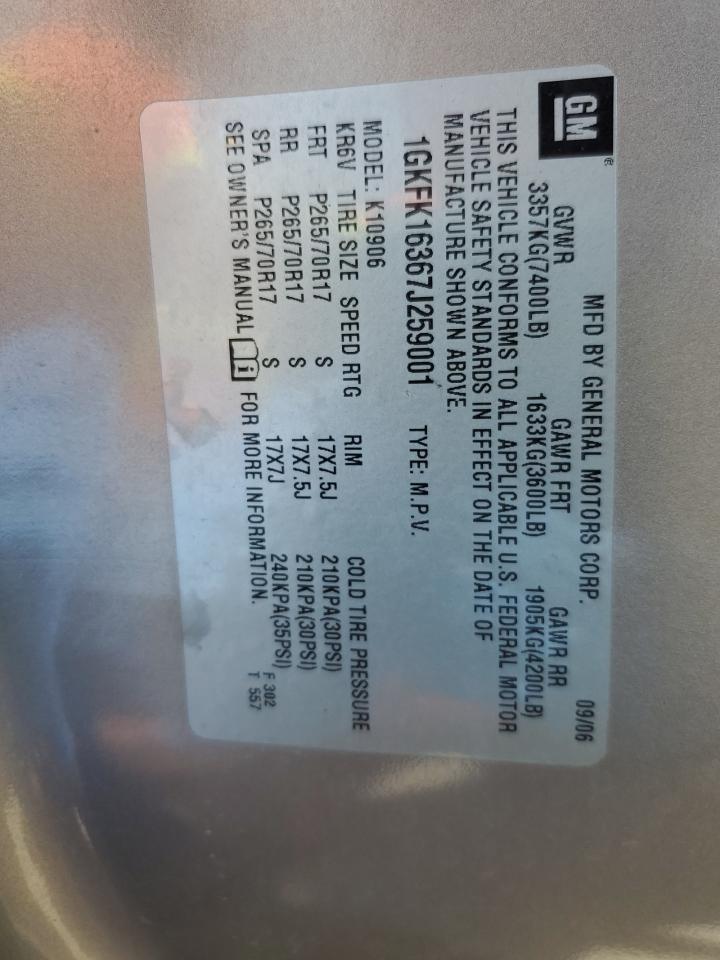 GM®
MFD BY GENERAL MOTORS CORP. 09/06
GVWR GAWR FRT GAWR RR
3357KG(7400LB) 1633KG(3600LB) 1905KG(4200LB)
THIS VEHICLE CONFORMS TO ALL APPLICABLE U.S. FEDERAL MOTOR
VEHICLE SAFETY STANDARDS IN EFFECT ON THE DATE OF
MANUFACTURE SHOWN ABOVE.
1GKFK16367J259001 TYPE: M.P.V.
MODEL: K10906
KR6V TIRE SIZE SPEED RTG RIM COLD TIRE PRESSURE
FRT P265/70R17 S 17X7.5J 210KPA(30PSI)
RR P265/70R17 S 17X7.5J 210KPA(30PSI)
SPA P265/70R17 S 17X7J 240KPA(35PSI)
SEE OWNER'S MANUAL i FOR MORE INFORMATION.
F 302
T 557